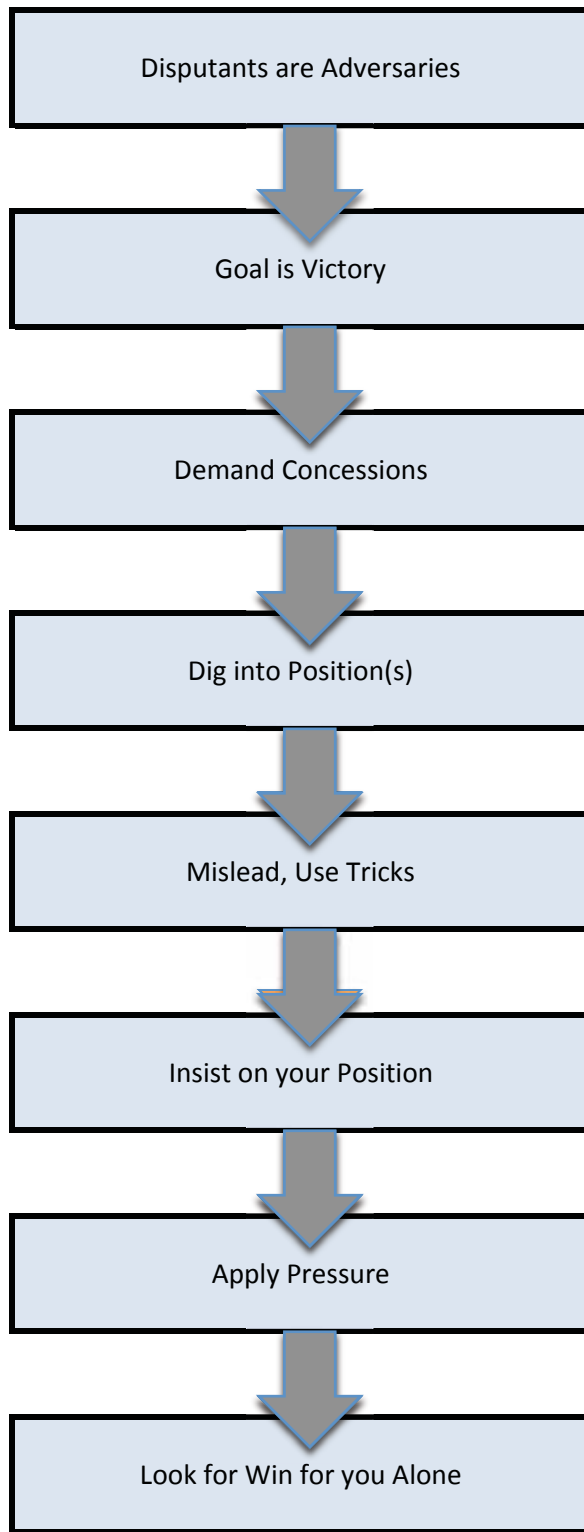 Disputants are Adversaries
Goal is Victory
Demand Concessions
Dig into Position(s)
Mislead, Use Tricks
Insist on your Position
Apply Pressure
Look for Win for you Alone